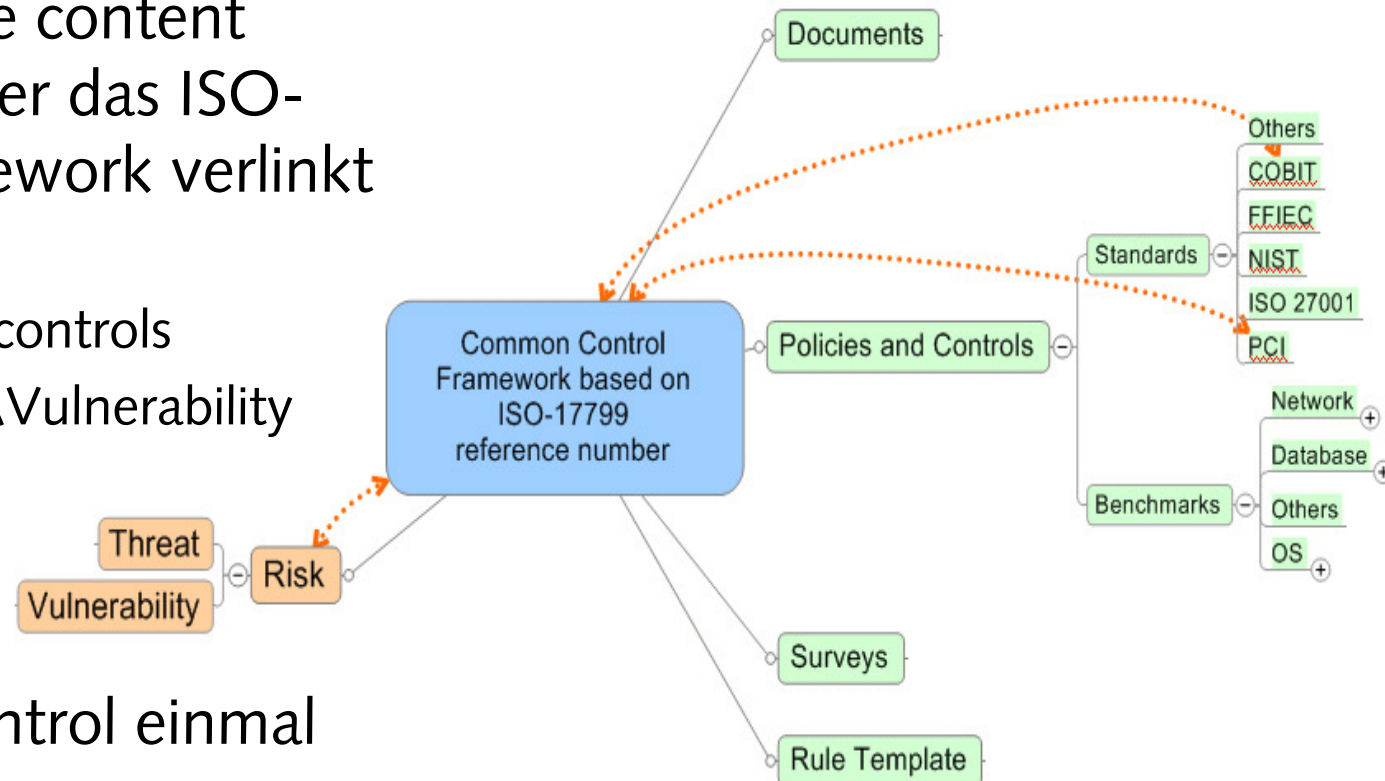 e content
er das ISO-
ework verlinkt
controls
\Vulnerability
ntrol einmal
Documents
Common Control
Framework based on
ISO-17799
reference number
Policies and Controls
Standards
Others
COBIT
FFIEC
NIST
ISO 27001
PCI
Benchmarks
Network
Database
Others
OS
Threat
Vulnerability
Risk
Surveys
Rule Template